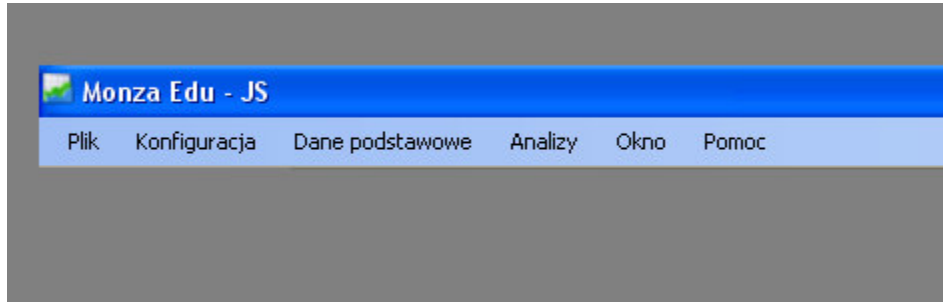 Monza Edu - JS
Plik Konfiguracja Dane podstawowe Analizy Okno Pomoc